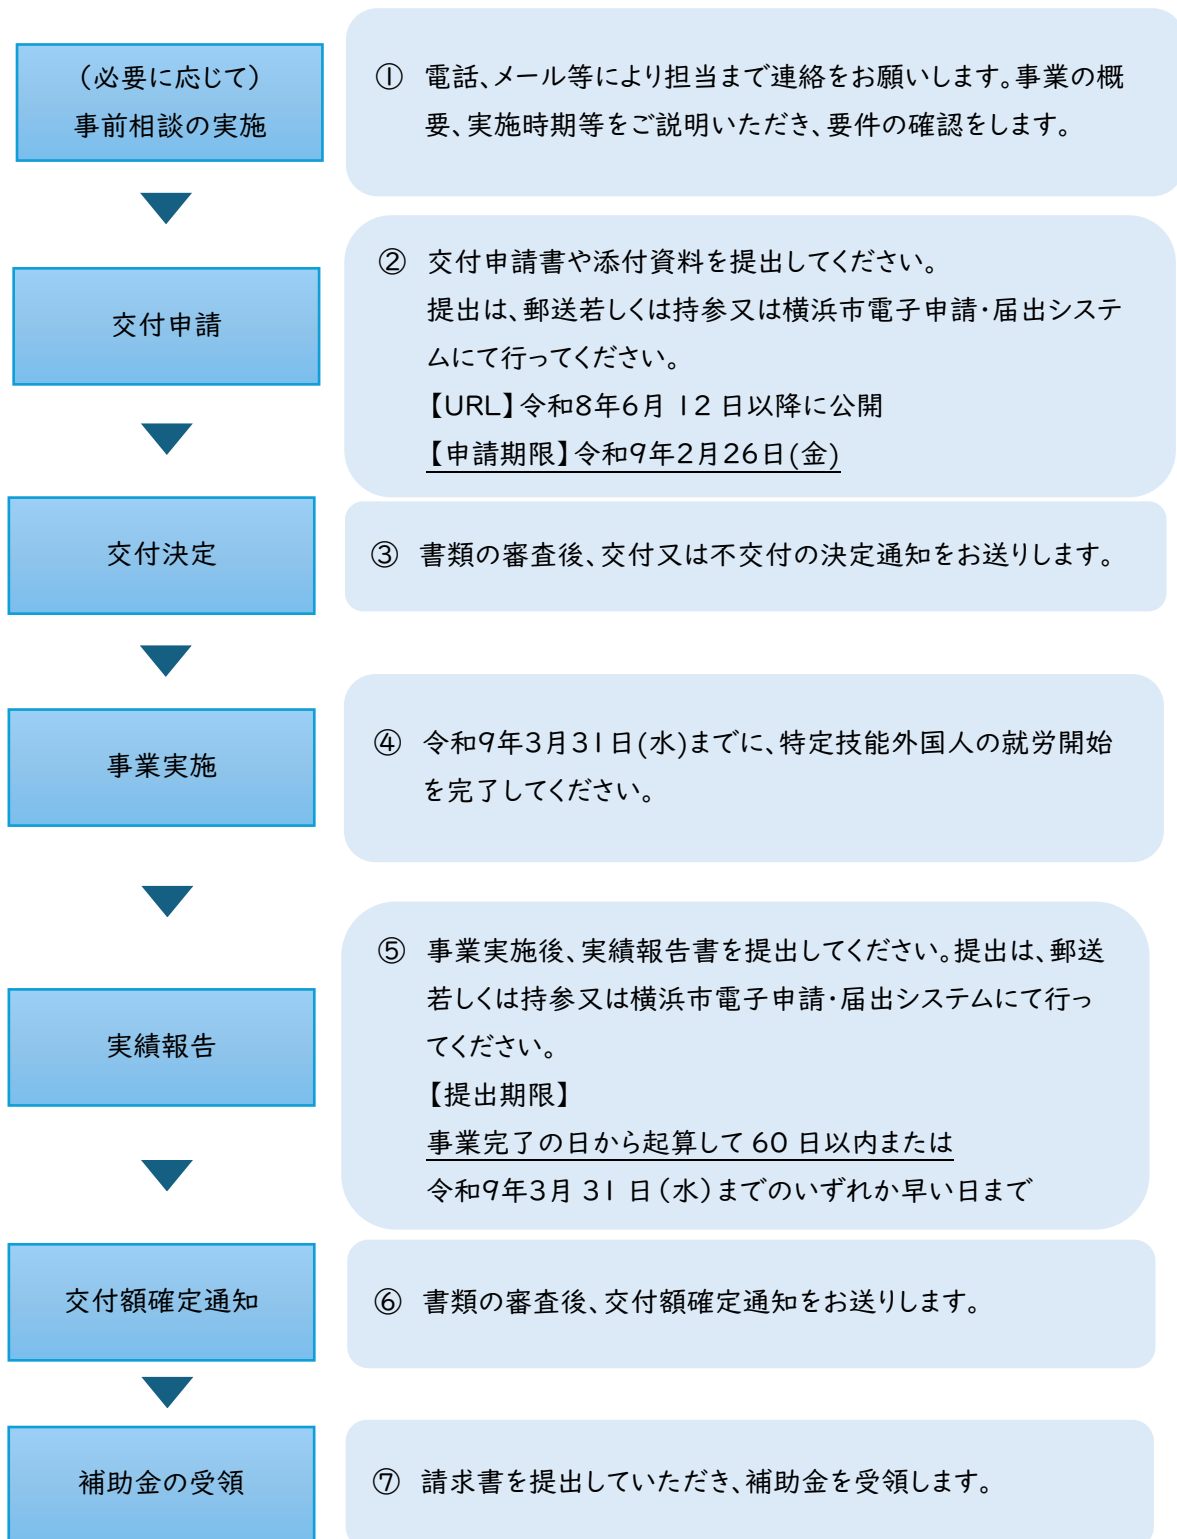 (必要に応じて)
事前相談の実施
① 電話、メール等により担当まで連絡をお願いします。事業の概
要、実施時期等をご説明いただき、要件の確認をします。
交付申請
② 交付申請書や添付資料を提出してください。
提出は、郵送若しくは持参又は横浜市電子申請・届出システ
ムにて行ってください。
【URL】令和8年6月 12 日以降に公開
【申請期限】令和9年2月26日(金)
交付決定
③ 書類の審査後、交付又は不交付の決定通知をお送りします。
事業実施
④ 令和9年3月31日(水)までに、特定技能外国人の就労開始
を完了してください。
実績報告
⑤ 事業実施後、実績報告書を提出してください。提出は、郵送
若しくは持参又は横浜市電子申請・届出システムにて行っ
てください。
【提出期限】
事業完了の日から起算して 60 日以内または
令和9年3月 31 日(水)までのいずれか早い日まで
交付額確定通知
⑥ 書類の審査後、交付額確定通知をお送りします。
補助金の受領
⑦ 請求書を提出していただき、補助金を受領します。